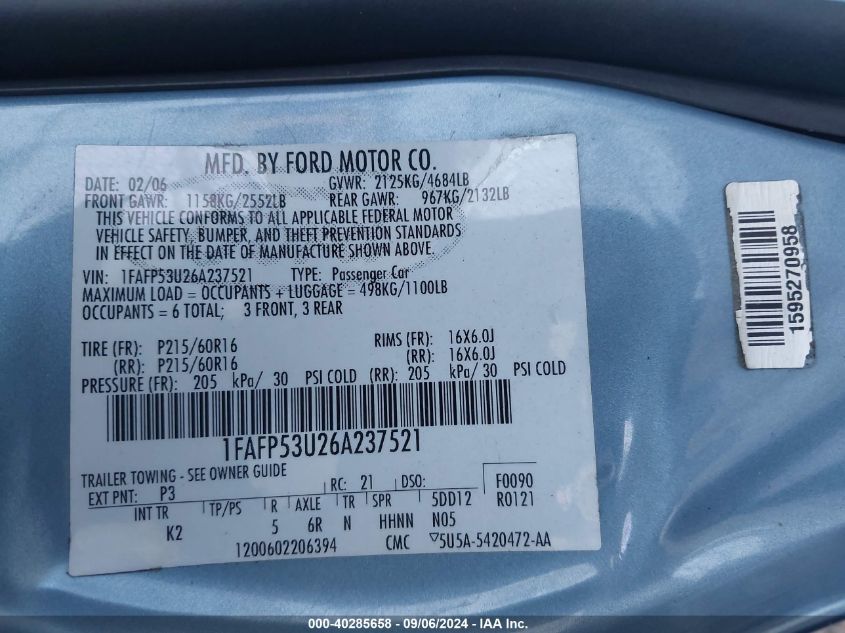 MFD. BY FORD MOTOR CO.
DATE: 02/06 GVWR: 2125KG/4684LB
FRONT GAWR: 1158KG/2552LB REAR GAWR: 967KG/2132LB
THIS VEHICLE CONFORMS TO ALL APPLICABLE FEDERAL MOTOR
VEHICLE SAFETY, BUMPER, AND THEFT PREVENTION STANDARDS
IN EFFECT ON THE DATE OF MANUFACTURE SHOWN ABOVE.
VIN: 1FAFP53U26A237521 TYPE: Passenger Car
MAXIMUM LOAD = OCCUPANTS + LUGGAGE = 498KG/1100LB
OCCUPANTS = 6 TOTAL; 3 FRONT, 3 REAR
TIRE (FR): P215/60R16 RIMS (FR): 16X6.0J
(RR): P215/60R16 (RR): 16X6.0J
PRESSURE (FR): 205 kPa/ 30 PSI COLD (RR): 205 kPa/ 30 PSI COLD
1FAFP53U26A237521
TRAILER TOWING - SEE OWNER GUIDE
EXT PNT: P3 RC: 21 DSO: F0090
R0121
INT TR TP/PS R AXLE TR SPR 5DD12
K2 5 6R N HHNN N05
1200602206394 CMC ▽5U5A-5420472-AA
1595270958
000-40285658 - 09/06/2024 - IAA Inc.